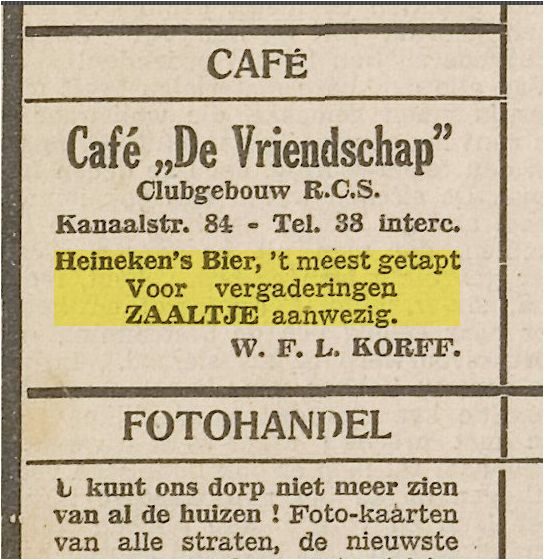 CAFÉ
Café „De Vriendschap”
Clubgebouw R.C.S.
Kanaalstr. 84 - Tel. 38 interc.
Heineken's Bier, 't meest getapt
Voor vergaderingen
ZAALTJE aanwezig.
W. F. L. KORFF.
FOTOHANDEL
U kunt ons dorp niet meer zien
van al de huizen ! Foto-kaarten
van alle straten, de nieuwste